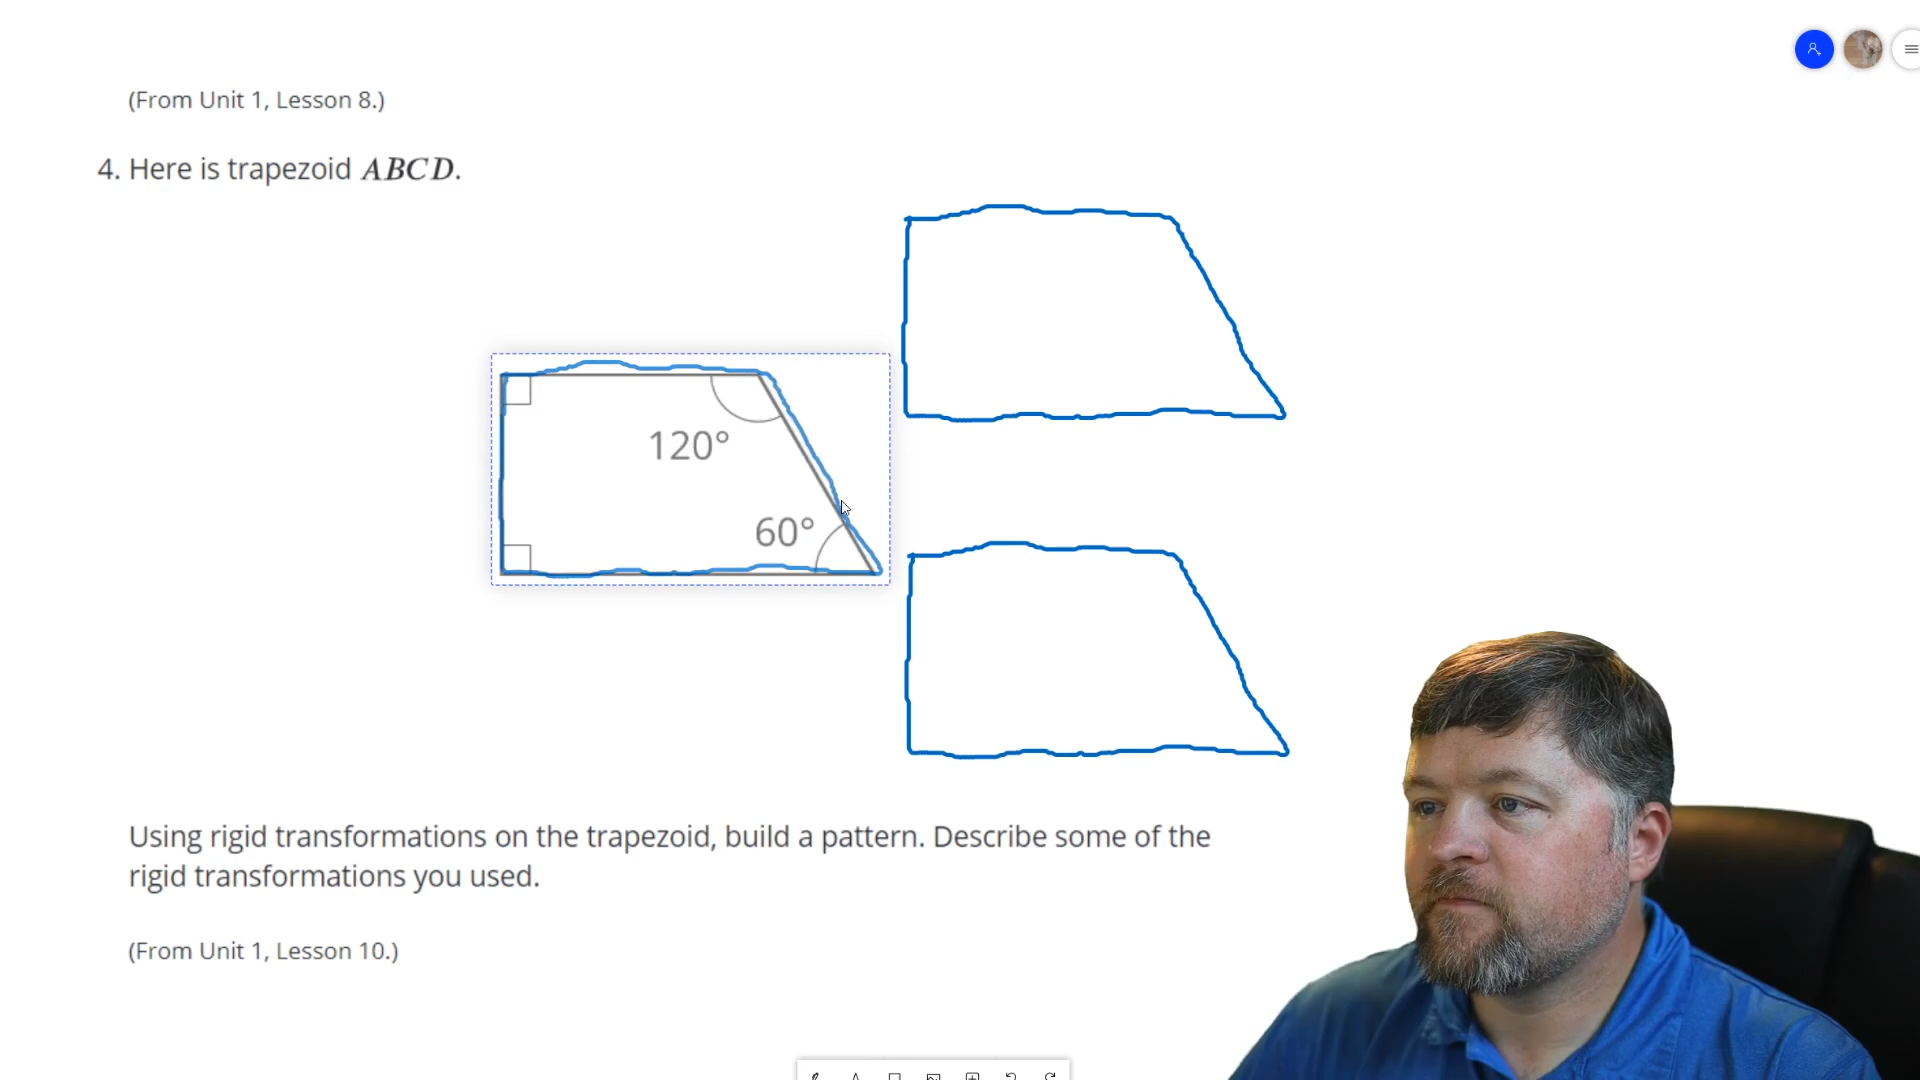 (From Unit 1, Lesson 8.)
4. Here is trapezoid ABCD.
120°
60°
Using rigid transformations on the trapezoid, build a pattern. Describe some of the
rigid transformations you used.
(From Unit 1, Lesson 10.)